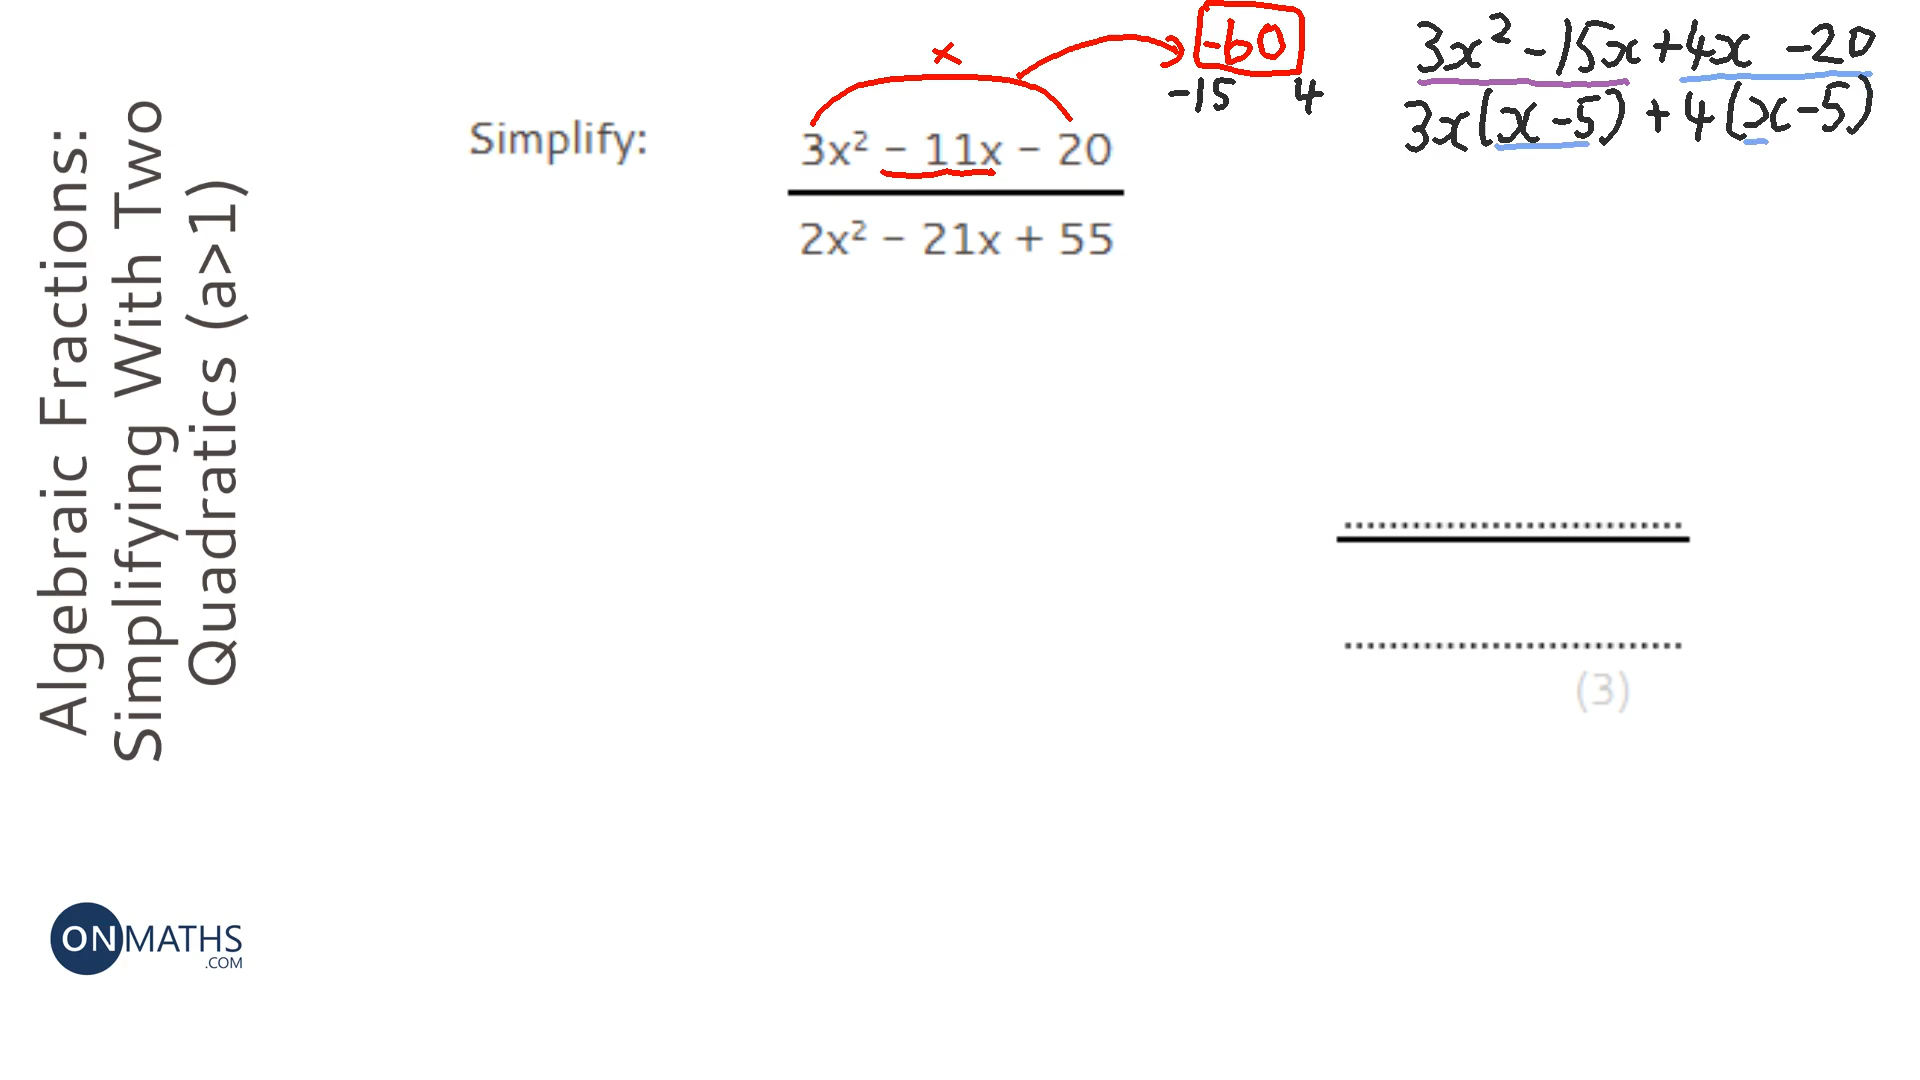 Algebraic Fractions:
Simplifying With Two
Quadratics (a>1)
Simplify:
3x² − 11x − 20
2x² − 21x + 55
×
-60
-15 4
3x² -15x +4x -20
3x(x-5) + 4(x-5)
(3)
ONMATHS
.COM